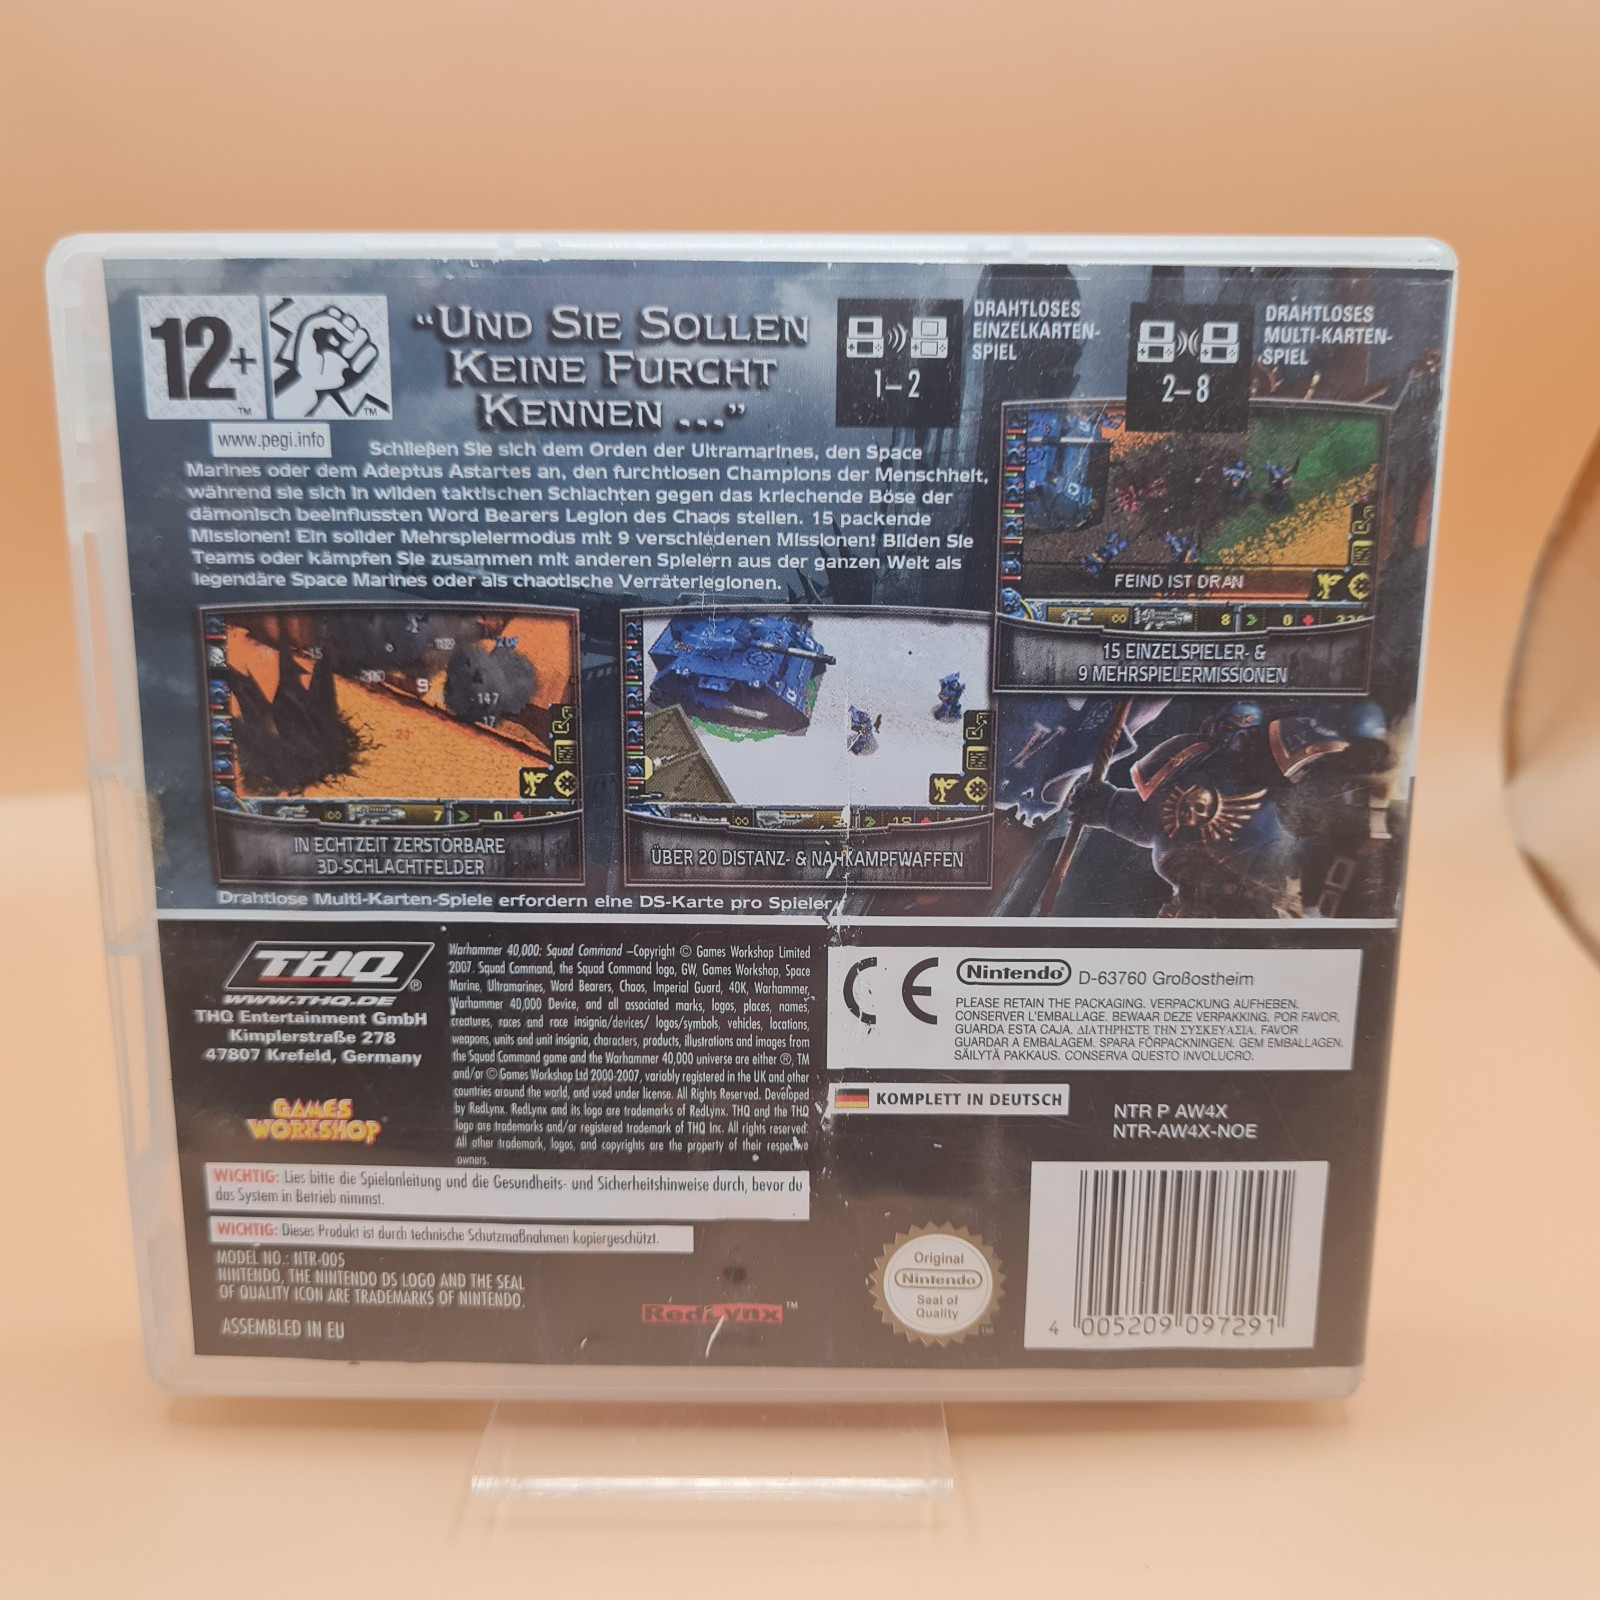 12+
TM
TM
www.pegi.info
“UND SIE SOLLEN
KEINE FURCHT
KENNEN ...”
1–2
DRAHTLOSES
EINZELKARTEN-
SPIEL
2–8
DRAHTLOSES
MULTI-KARTEN-
SPIEL
Schließen Sie sich dem Orden der Ultramarines, den Space
Marines oder dem Adeptus Astartes an, den furchtlosen Champions der Menschheit,
während sie sich in wilden taktischen Schlachten gegen das kriechende Böse der
dämonisch beeinflussten Word Bearers Legion des Chaos stellen. 15 packende
Missionen! Ein solider Mehrspielermodus mit 9 verschiedenen Missionen! Bilden Sie
Teams oder kämpfen Sie zusammen mit anderen Spielern aus der ganzen Welt als
legendäre Space Marines oder als chaotische Verräterlegionen.
FEIND IST DRAN
8 0
15 EINZELSPIELER- &
9 MEHRSPIELERMISSIONEN
147
17
7 0
IN ECHTZEIT ZERSTÖRBARE
3D-SCHLACHTFELDER
ÜBER 20 DISTANZ- & NAHKAMPFWAFFEN
Drahtlose Multi-Karten-Spiele erfordern eine DS-Karte pro Spieler
THQ®
WWW.THQ.DE
THQ Entertainment GmbH
Kimplerstraße 278
47807 Krefeld, Germany
GAMES
WORKSHOP
Warhammer 40,000: Squad Command –Copyright © Games Workshop Limited
2007. Squad Command, the Squad Command logo, GW, Games Workshop, Space
Marine, Ultramarines, Word Bearers, Chaos, Imperial Guard, 40K, Warhammer,
Warhammer 40,000 Device, and all associated marks, logos, places, names,
creatures, races and race insignia/devices/ logos/symbols, vehicles, locations,
weapons, units and unit insignia, characters, products, illustrations and images from
the Squad Command game and the Warhammer 40,000 universe are either ®, TM
and/or © Games Workshop Ltd 2000-2007, variably registered in the UK and other
countries around the world, and used under license. All Rights Reserved. Developed
by RedLynx. RedLynx and its logo are trademarks of RedLynx. THQ and the THQ
logo are trademarks and/or registered trademark of THQ Inc. All rights reserved.
All other trademark, logos, and copyrights are the property of their respective
owners.
CE
Nintendo® D-63760 Großostheim
PLEASE RETAIN THE PACKAGING. VERPACKUNG AUFHEBEN.
CONSERVER L'EMBALLAGE. BEWAAR DEZE VERPAKKING. POR FAVOR,
GUARDA ESTA CAJA. ΔΙΑΤΗΡΗΣΤΕ ΤΗΝ ΣΥΣΚΕΥΑΣΙΑ. FAVOR
GUARDAR A EMBALAGEM. SPARA FÖRPACKNINGEN. GEM EMBALLAGEN.
SÄILYTÄ PAKKAUS. CONSERVA QUESTO INVOLUCRO.
KOMPLETT IN DEUTSCH
NTR P AW4X
NTR-AW4X-NOE
WICHTIG: Lies bitte die Spielanleitung und die Gesundheits- und Sicherheitshinweise durch, bevor du
das System in Betrieb nimmst.
WICHTIG: Dieses Produkt ist durch technische Schutzmaßnahmen kopiergeschützt.
MODEL NO.: NTR-005
NINTENDO, THE NINTENDO DS LOGO AND THE SEAL
OF QUALITY ICON ARE TRADEMARKS OF NINTENDO.
ASSEMBLED IN EU
RedLynx™
Original
Nintendo
Seal of
Quality
TM
4 005209 097291